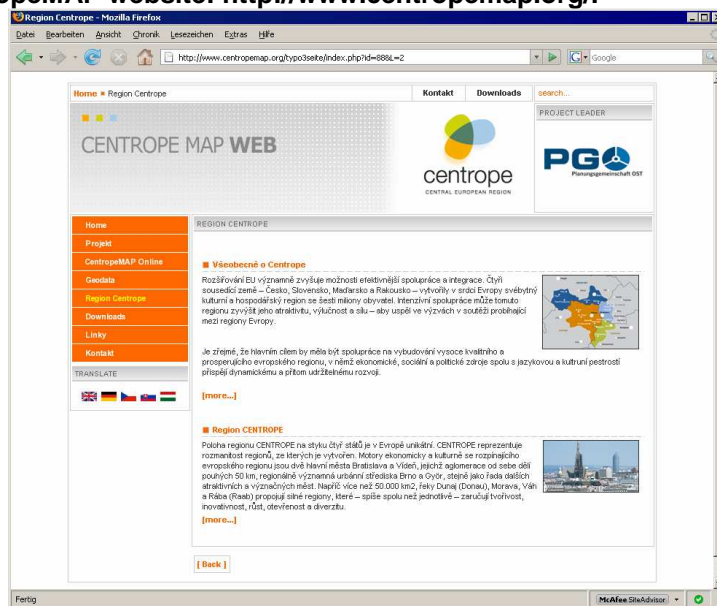 opeMAP website: http://www.centropemap.org/.
Region Centrope - Mozilla Firefox
Datei Bearbeiten Ansicht Chronik Lesezeichen Extras Hilfe
http://www.centropemap.org/typo3seite/index.php?id=88&L=2
Google
Home Region Centrope
Kontakt Downloads search...
CENTROPE MAP WEB
centrope
CENTRAL EUROPEAN REGION
PROJECT LEADER
PGO
Planungsgemeinschaft OST
Home
Projekt
CentropeMAP Online
Geodata
Region Centrope
Downloads
Linky
Kontakt
TRANSLATE
REGION CENTROPE
Všeobecně o Centrope
Rozšiřování EU významně zvyšuje možnosti efektivnější spolupráce a integrace. Čtyři
sousedící země – Česko, Slovensko, Maďarsko a Rakousko – vytvořily v srdci Evropy svébytný
kulturní a hospodářský region se šesti miliony obyvatel. Intenzívní spolupráce může tomuto
regionu zvýšit jeho atraktivitu, výlučnost a sílu – aby uspěl ve výzvách v soutěži probíhající
mezi regiony Evropy.
Je zřejmé, že hlavním cílem by měla být spolupráce na vybudování vysoce kvalitního a
prosperujícího evropského regionu, v němž ekonomické, sociální a politické zdroje spolu s jazykovou a kultruní pestrostí
přispějí dynamickému a přitom udržitelnému rozvoji.
[more...]
Region CENTROPE
Poloha regionu CENTROPE na styku čtyř států je v Evropě unikátní. CENTROPE reprezentuje
rozmanitost regionů, ze kterých je vytvořen. Motory ekonomicky a kulturně se rozpínajícího
evropského regionu jsou dvě hlavní města Bratislava a Vídeň, jejichž aglomerace od sebe dělí
pouhých 50 km, regionálně významná urbánní střediska Brno a Györ, stejně jako řada dalších
atraktivních a význačných měst. Napříč více než 50.000 km2, řeky Dunaj (Donau), Morava, Váh
a Rába (Raab) propojují silné regiony, které – spíše spolu než jednotlivě – zaručují tvořivost,
inovativnost, růst, otevřenost a diverzitu.
[more...]
[ Back ]
Fertig
McAfee SiteAdvisor